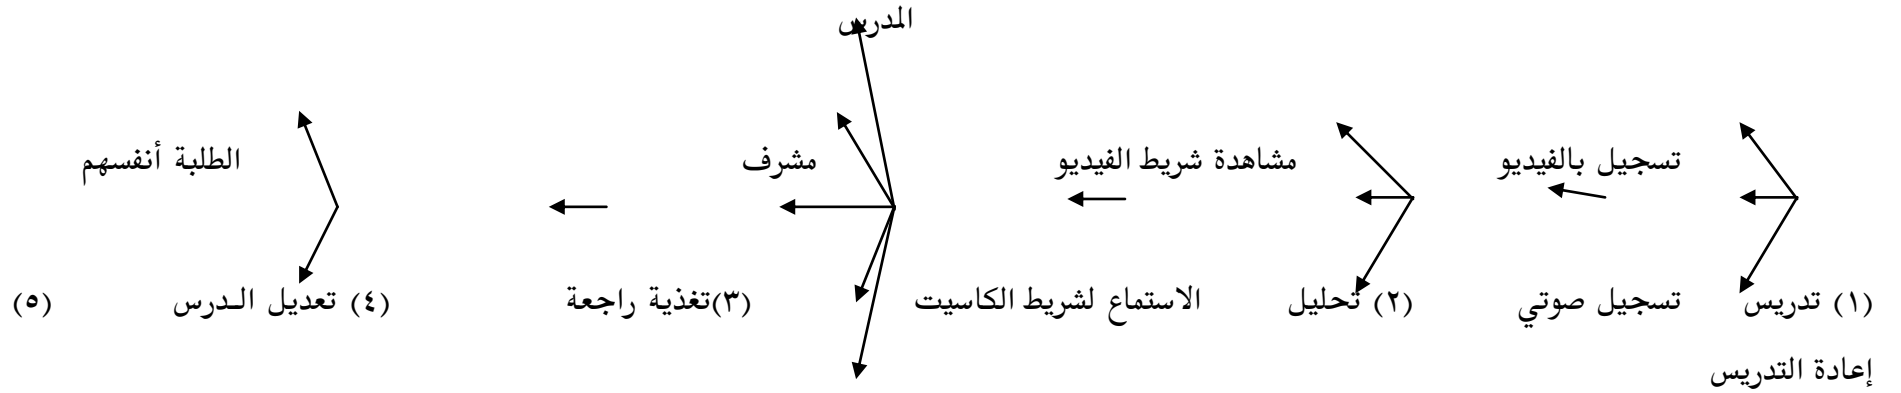 المدرس
تسجيل بالفيديو مشاهدة شريط الفيديو مشرف الطلبة أنفسهم
(١) تدريس تسجيل صوتي (٢) تحليل الاستماع لشريط الكاسيت (٣)تغذية راجعة (٤) تعديل الـدرس (٥)
إعادة التدريس